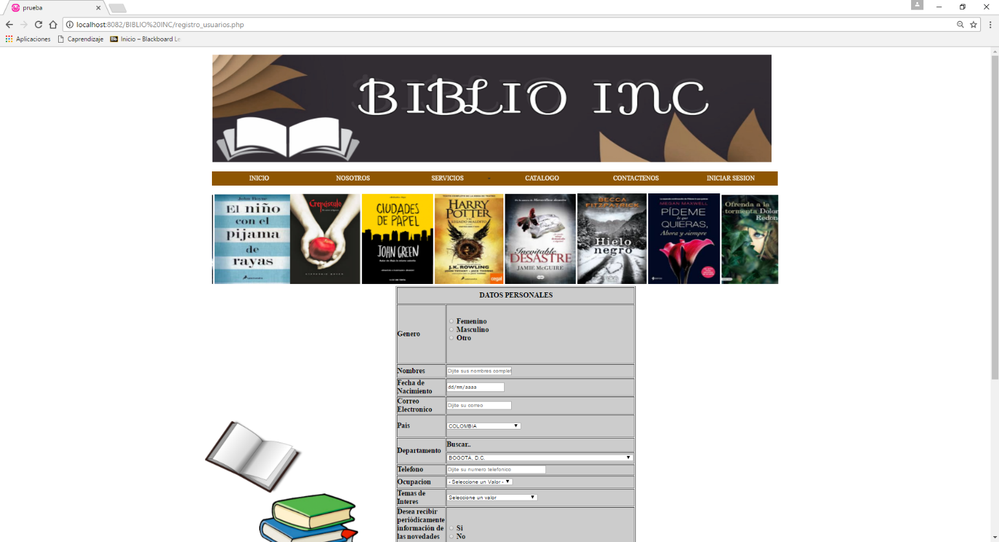 prueba
localhost:8082/BIBLIO%20INC/registro_usuarios.php
Aplicaciones
Caprendizaje
Bb
Inicio – Blackboard Le
BIBLIO INC
INICIO
NOSOTROS
SERVICIOS
CATALOGO
CONTACTENOS
INICIAR SESION
John Boyne
El niño
con el
pijama
de
rayas
Crepúsculo
CIUDADES
DE PAPEL
JOHN GREEN
HARRY
POTTER
Y EL
LEGADO MALDITO
J.K. ROWLING
cegal
Inevitable
DESASTRE
JAMIE McGUIRE
BECCA
FITZPATRICK
Hielo
negro
MEGAN MAXWELL
PÍDEME
lo que
QUIERAS,
Ahora y siempre
Ofrenda a la
tormenta Dolor
Redon
DATOS PERSONALES
Genero
Femenino
Masculino
Otro
Nombres
Dijite sus nombres complet
Fecha de
Nacimiento
dd/mm/aaaa
Correo
Electronico
Dijite su correo
Pais
COLOMBIA
Departamento
Buscar..
BOGOTA, D.C.
Telefono
Dijite su numero telefonico
Ocupacion
- Seleccione un Valor -
Temas de
Interes
Seleccione un valor
Desea recibir
periòdicamente
información de
las novedades
Si
No